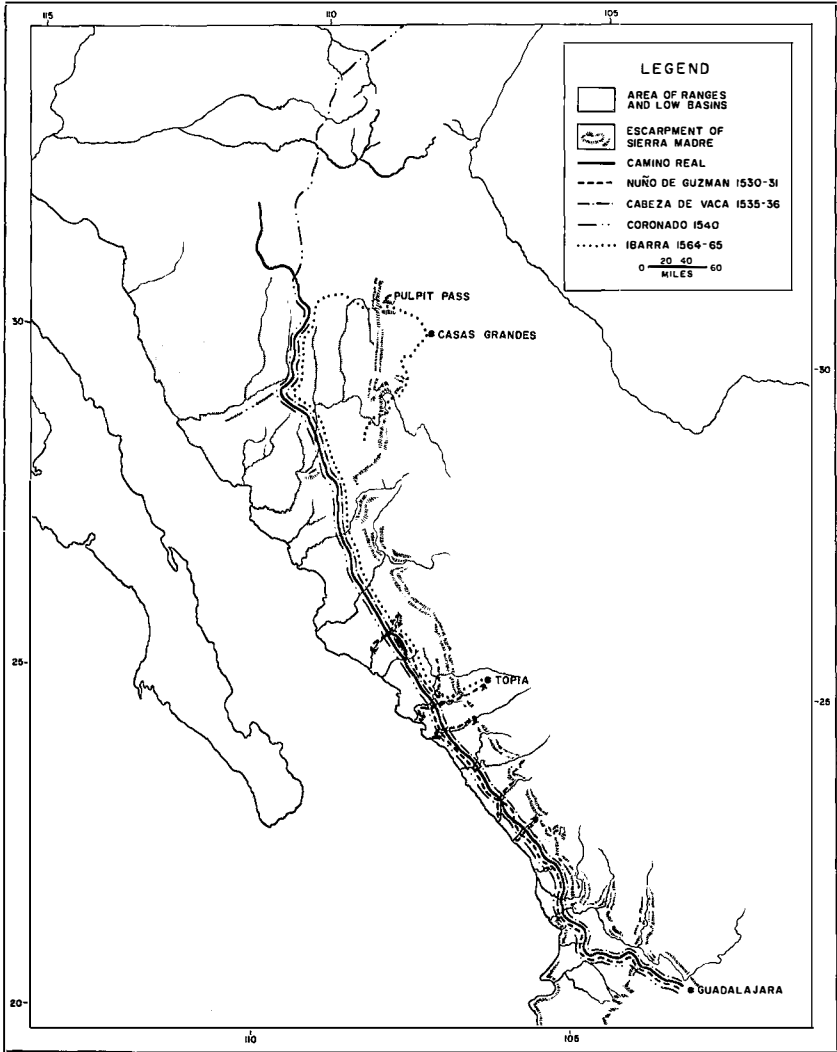 115
110
105
LEGEND
AREA OF RANGES
AND LOW BASINS
ESCARPMENT OF
SIERRA MADRE
CAMINO REAL
NUÑO DE GUZMAN 1530-31
CABEZA DE VACA 1535-36
CORONADO 1540
IBARRA 1564-65
0 20 40 60
MILES
PULPIT PASS
30
CASAS GRANDES
30
25
TOPIA
25
GUADALAJARA
20
110
105